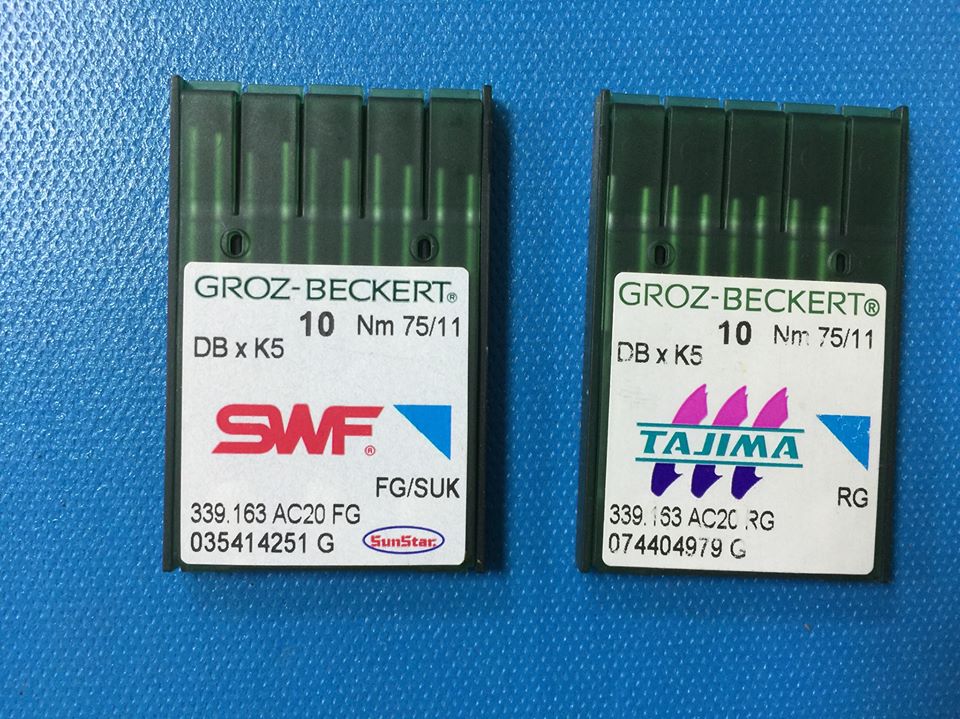 GROZ-BECKERT®
10 Nm 75/11
DB x K5
SWF®
FG/SUK
339.163 AC20 FG
035414251 G
SunStar
GROZ-BECKERT®
10 Nm 75/11
DB x K5
TAJIMA
RG
339.163 AC20 RG
074404979 G